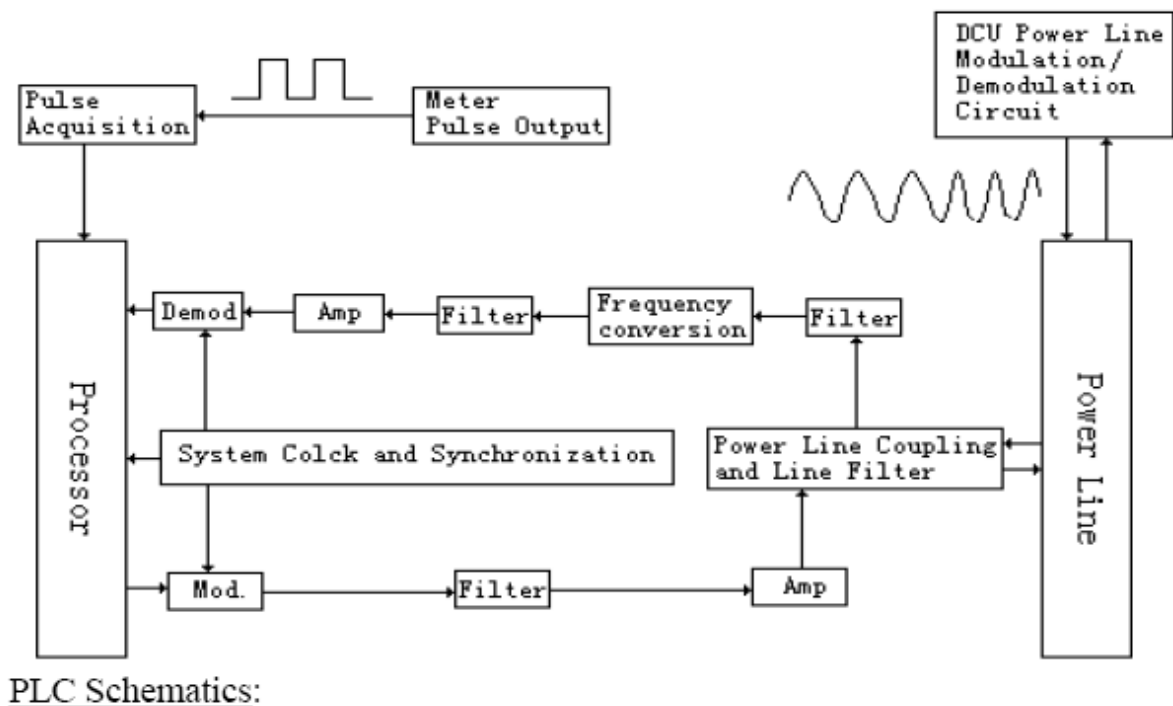 DCU Power Line
Modulation/
Demodulation
Circuit
Pulse
Acquisition
Meter
Pulse Output
Demod
Amp
Filter
Frequency
conversion
Filter
Processor
System Colck and Synchronization
Power Line Coupling
and Line Filter
Power Line
Mod.
Filter
Amp
PLC Schematics: